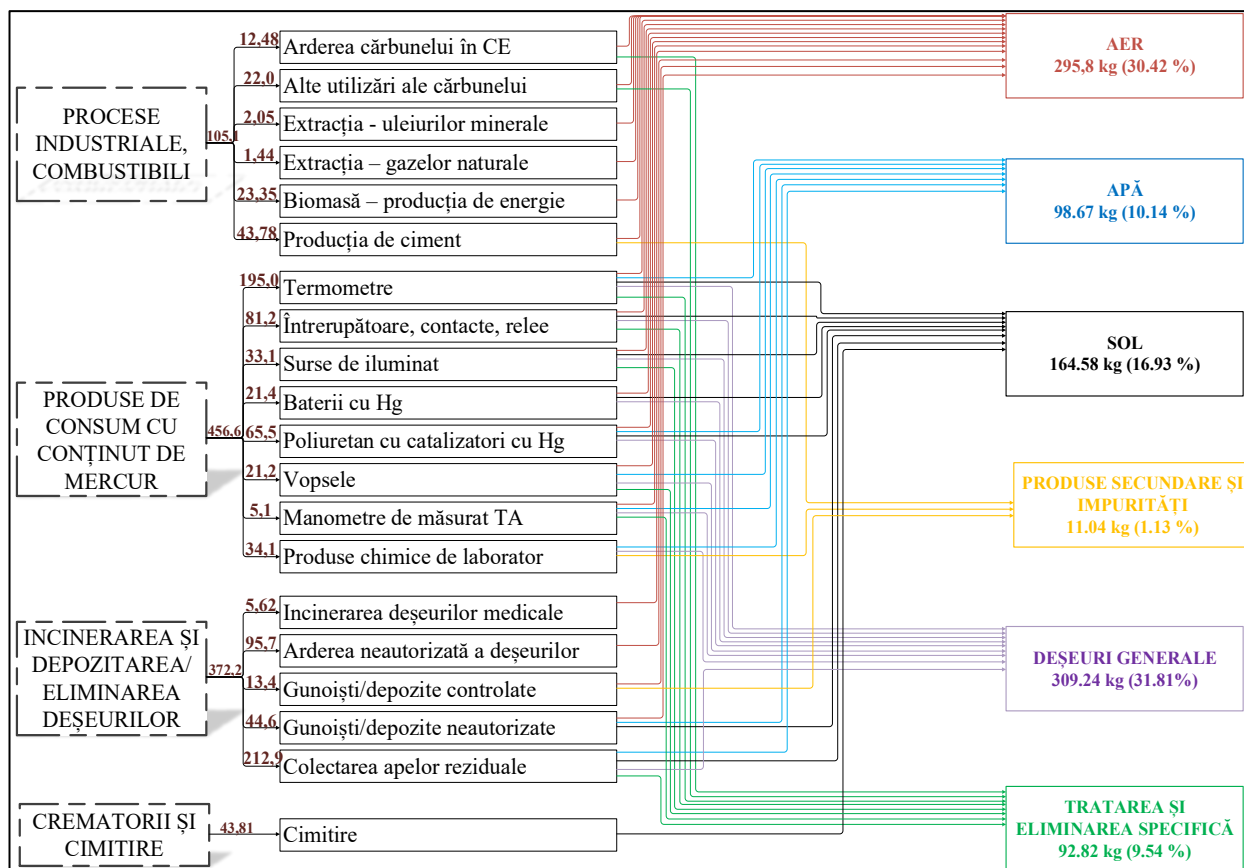 PROCESE
INDUSTRIALE,
COMBUSTIBILI
105,1
12,48
Arderea cărbunelui în CE
22,0
Alte utilizări ale cărbunelui
2,05
Extracția - uleiurilor minerale
1,44
Extracția – gazelor naturale
23,35
Biomasă – producția de energie
43,78
Producția de ciment
PRODUSE DE
CONSUM CU
CONȚINUT DE
MERCUR
456,6
195,0
Termometre
81,2
Întrerupătoare, contacte, relee
33,1
Surse de iluminat
21,4
Baterii cu Hg
65,5
Poliuretan cu catalizatori cu Hg
21,2
Vopsele
5,1
Manometre de măsurat TA
34,1
Produse chimice de laborator
INCINERAREA ȘI
DEPOZITAREA/
ELIMINAREA
DEȘEURILOR
372,2
5,62
Incinerarea deșeurilor medicale
95,7
Arderea neautorizată a deșeurilor
13,4
Gunoiști/depozite controlate
44,6
Gunoiști/depozite neautorizate
212,9
Colectarea apelor reziduale
CREMATORII ȘI
CIMITIRE
43,81
Cimitire
AER
295,8 kg (30.42 %)
APĂ
98.67 kg (10.14 %)
SOL
164.58 kg (16.93 %)
PRODUSE SECUNDARE ȘI
IMPURITĂȚI
11.04 kg (1.13 %)
DEȘEURI GENERALE
309.24 kg (31.81%)
TRATAREA ȘI
ELIMINAREA SPECIFICĂ
92.82 kg (9.54 %)